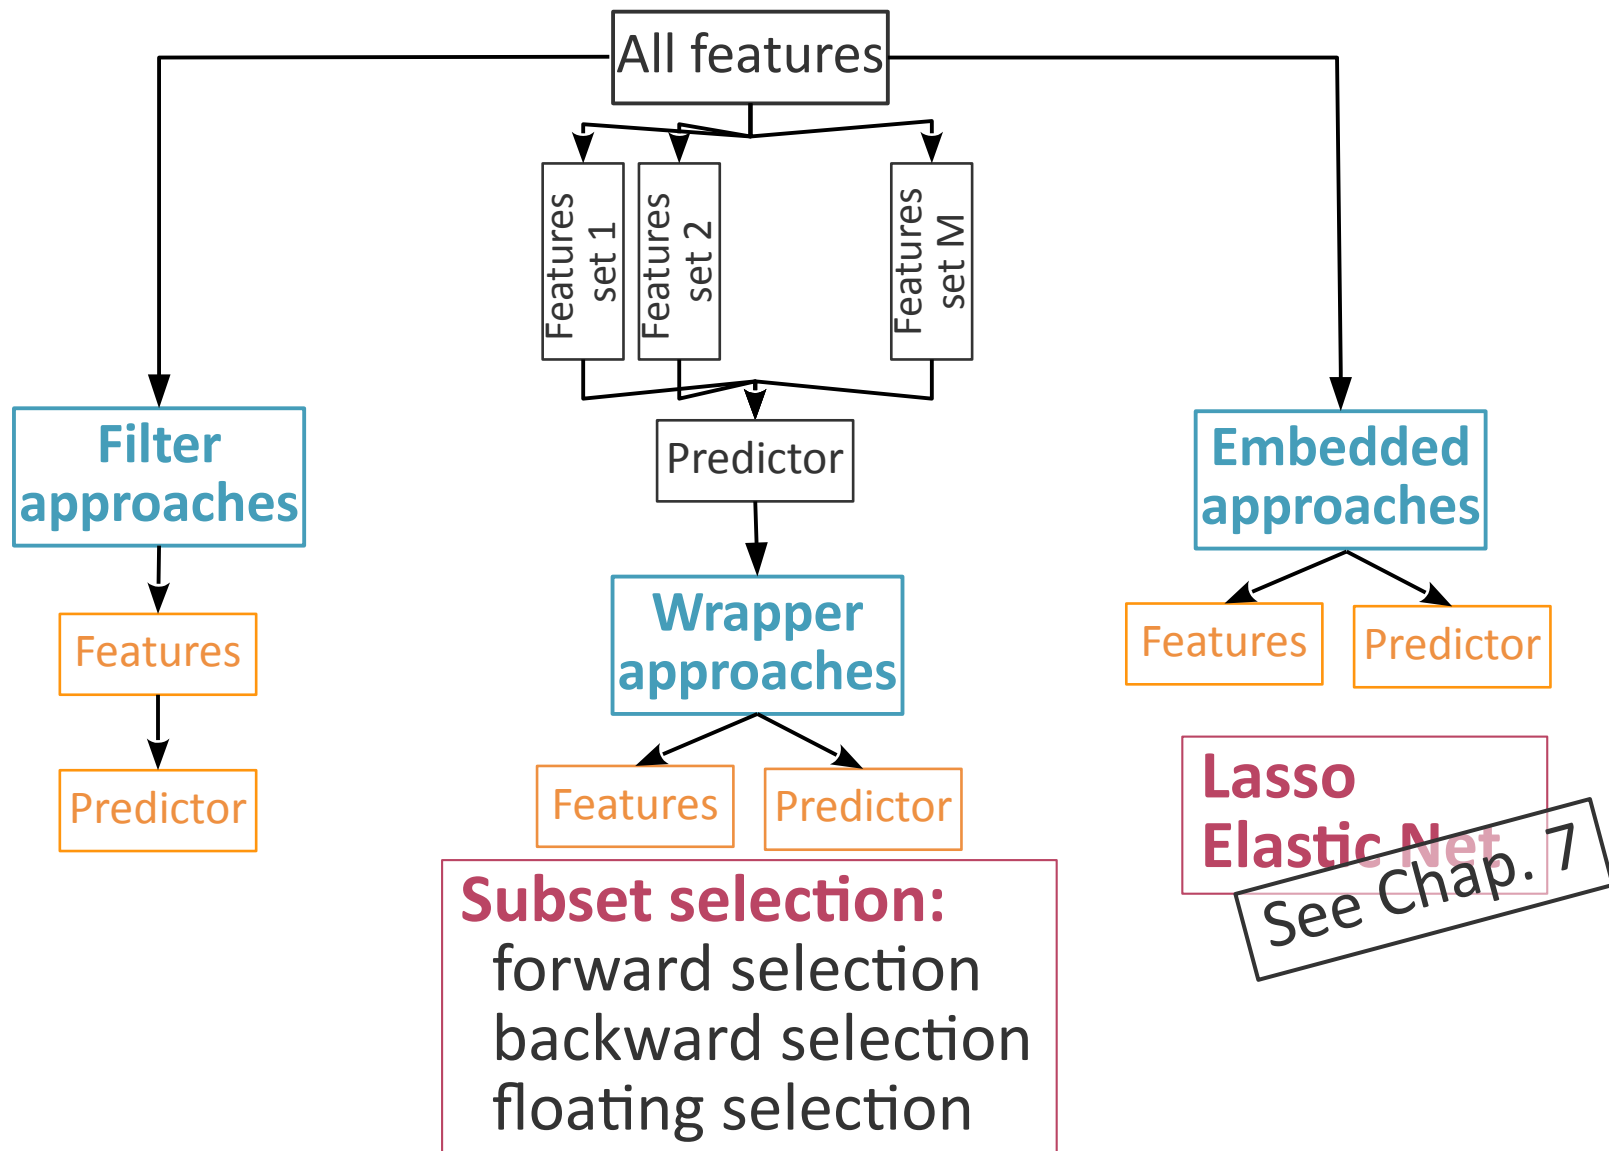 All features
Features
set 1
Features
set 2
Features
set M
Filter
approaches
Features
Predictor
Predictor
Wrapper
approaches
Features
Predictor
Subset selection:
forward selection
backward selection
floating selection
Embedded
approaches
Features
Predictor
Lasso
Elastic Net
See Chap. 7